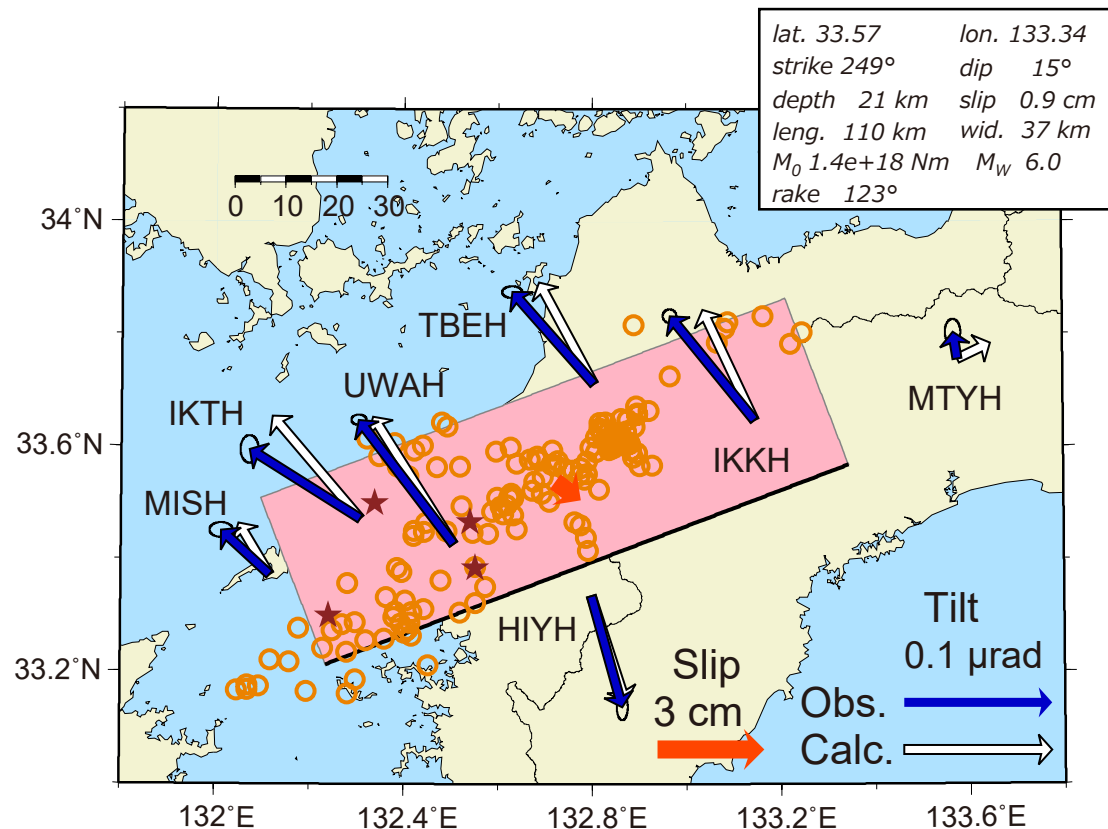 lat. 33.57 lon. 133.34
strike 249° dip 15°
depth 21 km slip 0.9 cm
leng. 110 km wid. 37 km
M0 1.4e+18 Nm MW 6.0
rake 123°
34°N
0 10 20 30
TBEH
UWAH
IKTH
MTYH
33.6°N
IKKH
MISH
HIYH
Tilt
0.1 µrad
Slip
3 cm
33.2°N
Obs.
Calc.
132°E 132.4°E 132.8°E 133.2°E 133.6°E